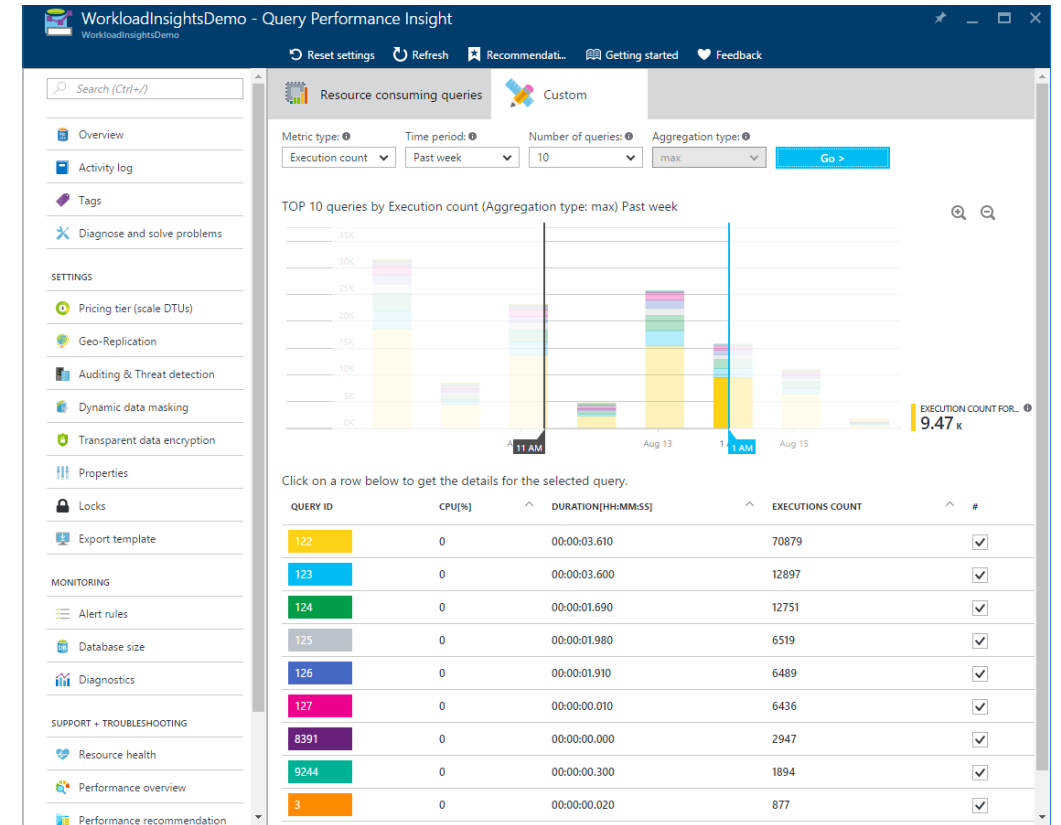 WorkloadInsightsDemo - Query Performance Insight
WorkloadInsightsDemo
Reset settings Refresh Recommendati... Getting started Feedback
Search (Ctrl+/)
Overview
Activity log
Tags
Diagnose and solve problems
SETTINGS
Pricing tier (scale DTUs)
Geo-Replication
Auditing & Threat detection
Dynamic data masking
Transparent data encryption
Properties
Locks
Export template
MONITORING
Alert rules
Database size
Diagnostics
SUPPORT + TROUBLESHOOTING
Resource health
Performance overview
Performance recommendation
Resource consuming queries Custom
Metric type: Time period: Number of queries: Aggregation type:
Execution count Past week 10 max Go >
TOP 10 queries by Execution count (Aggregation type: max) Past week
35K
30K
25K
20K
15K
10K
5K
0K
11 AM Aug 13 1 AM Aug 15
EXECUTION COUNT FOR...
9.47 K
Click on a row below to get the details for the selected query.
QUERY ID CPU[%] DURATION[HH:MM:SS] EXECUTIONS COUNT #
122 0 00:00:03.610 70879
123 0 00:00:03.600 12897
124 0 00:00:01.690 12751
125 0 00:00:01.980 6519
126 0 00:00:01.910 6489
127 0 00:00:00.010 6436
8391 0 00:00:00.000 2947
9244 0 00:00:00.300 1894
3 0 00:00:00.020 877